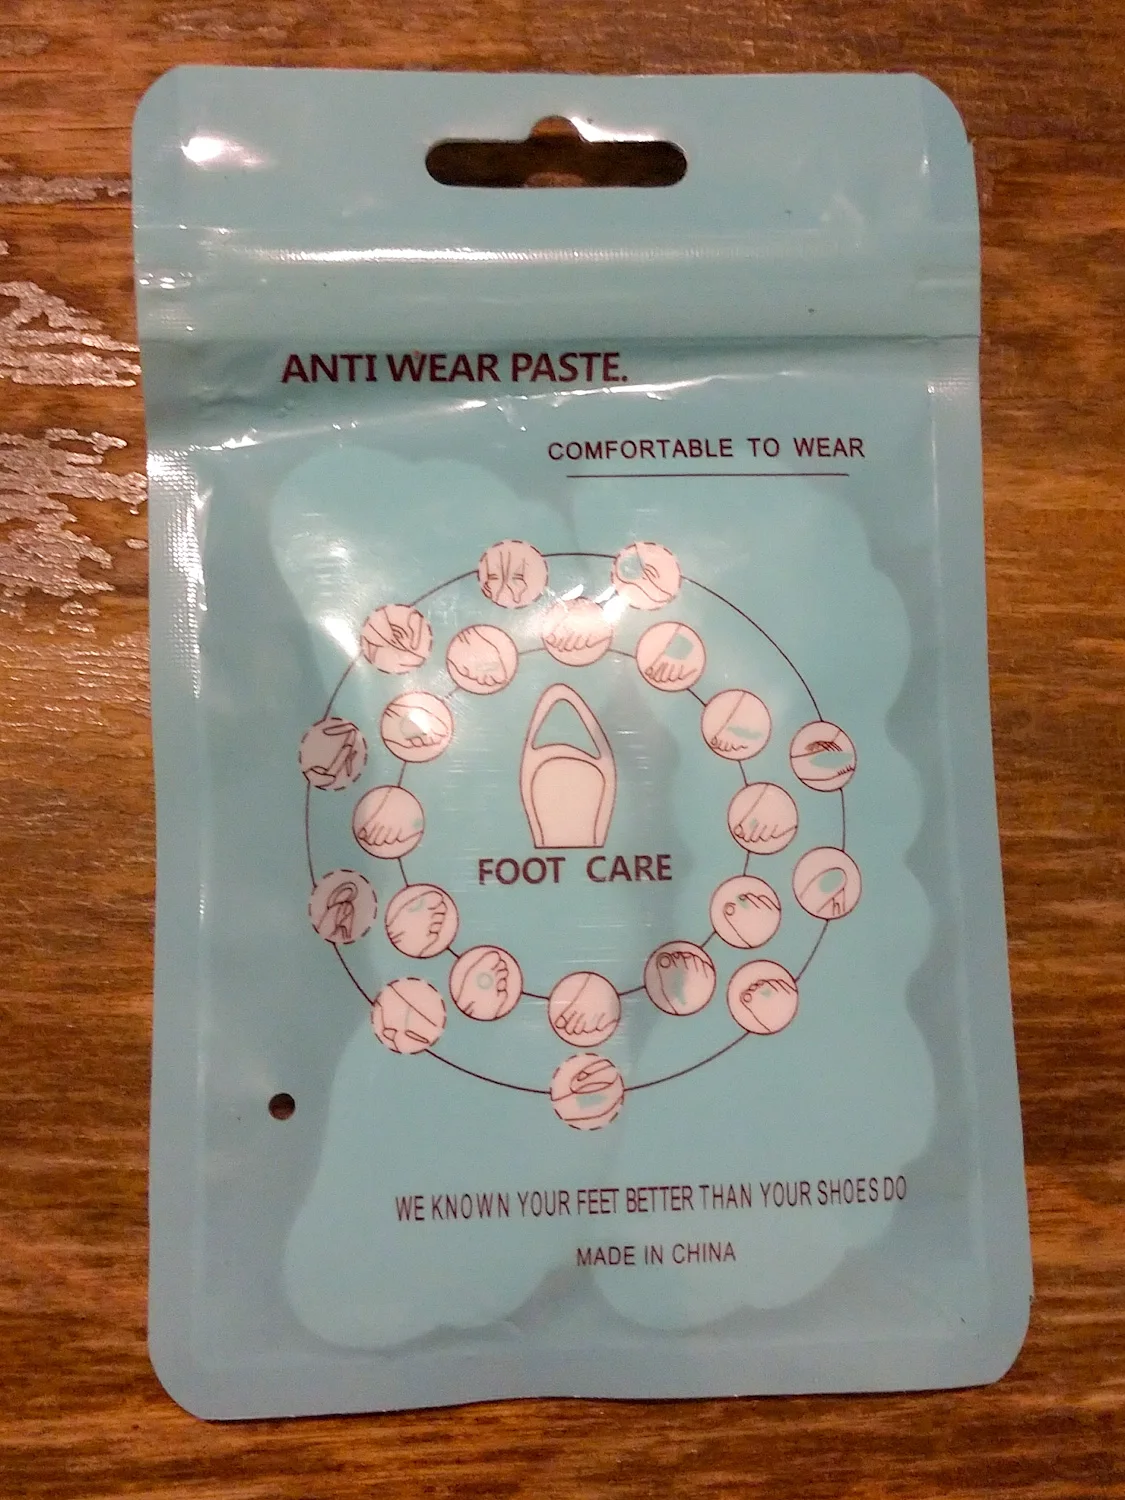 ANTI WEAR PASTE.
COMFORTABLE TO WEAR
FOOT CARE
WE KNOWN YOUR FEET BETTER THAN YOUR SHOES DO
MADE IN CHINA